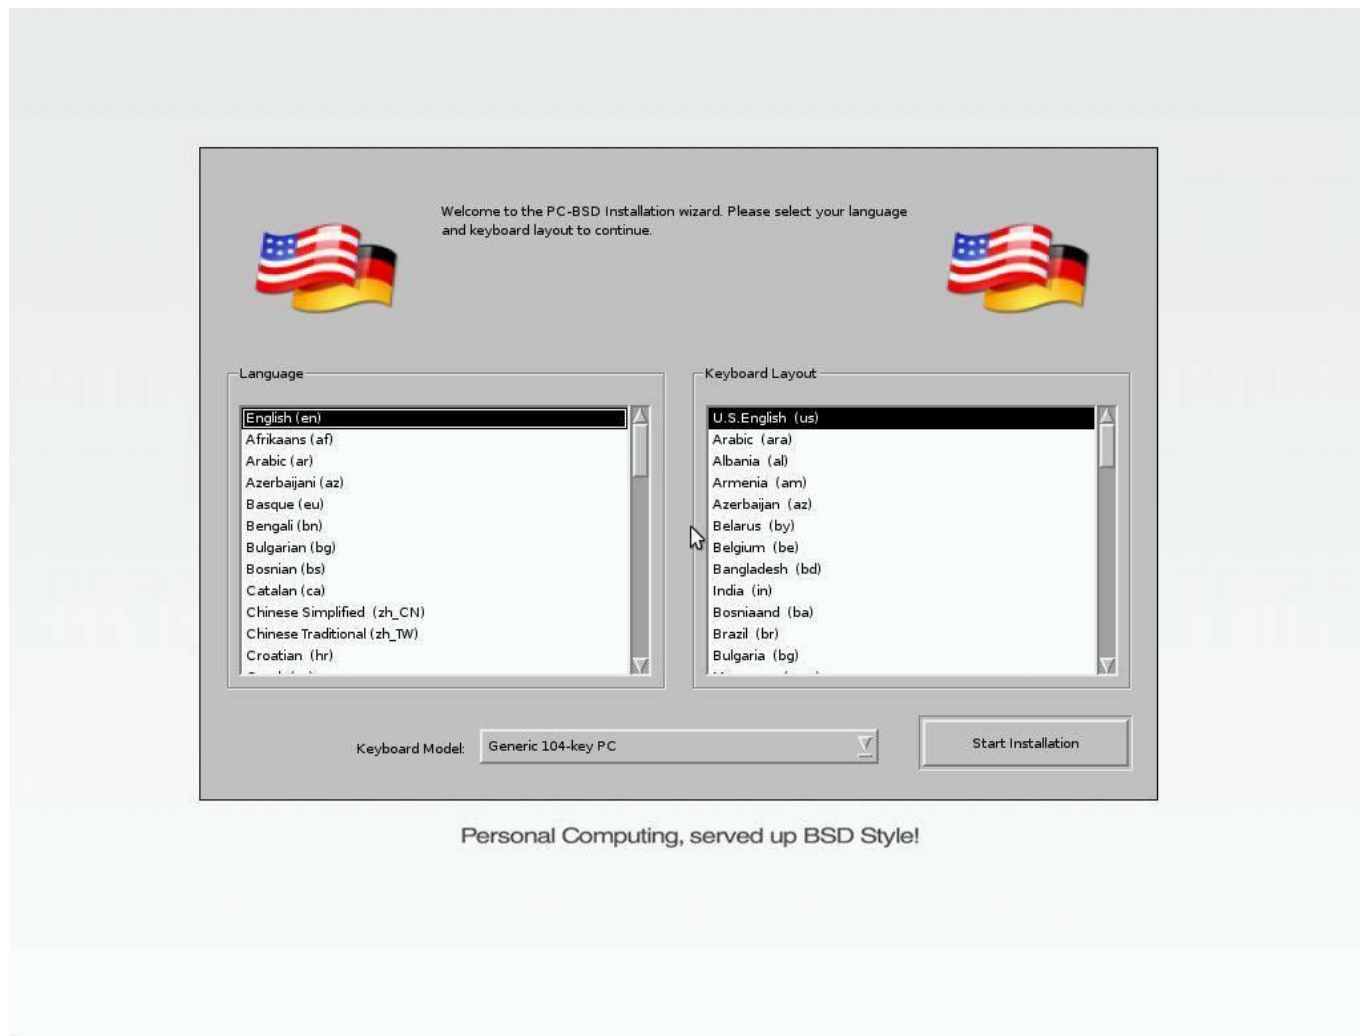 Welcome to the PC-BSD Installation wizard. Please select your language
and keyboard layout to continue.
Language
English (en)
Afrikaans (af)
Arabic (ar)
Azerbaijani (az)
Basque (eu)
Bengali (bn)
Bulgarian (bg)
Bosnian (bs)
Catalan (ca)
Chinese Simplified (zh_CN)
Chinese Traditional (zh_TW)
Croatian (hr)
Keyboard Layout
U.S.English (us)
Arabic (ara)
Albania (al)
Armenia (am)
Azerbaijan (az)
Belarus (by)
Belgium (be)
Bangladesh (bd)
India (in)
Bosniaand (ba)
Brazil (br)
Bulgaria (bg)
Keyboard Model:
Generic 104-key PC
Start Installation
Personal Computing, served up BSD Style!